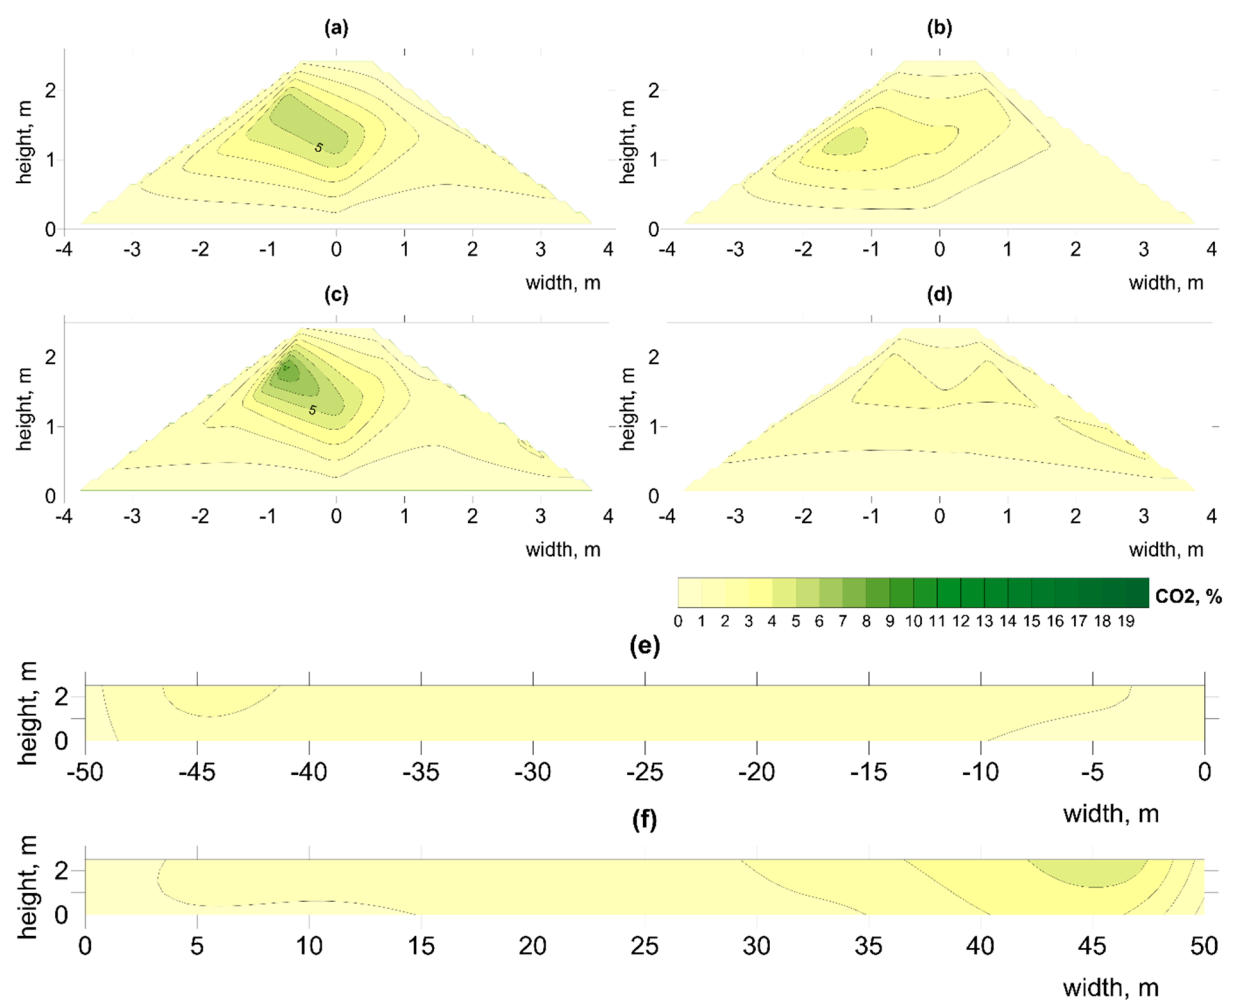 (a) (b)
height, m 2 1 0 5
height, m 2 1 0
-4 -3 -2 -1 0 1 2 3 4 -4 -3 -2 -1 0 1 2 3 4
width, m width, m
(c) (d)
height, m 2 1 0 5
height, m 2 1 0
-4 -3 -2 -1 0 1 2 3 4 -4 -3 -2 -1 0 1 2 3 4
width, m width, m
CO2, %
0 1 2 3 4 5 6 7 8 9 10 11 12 13 14 15 16 17 18 19
(e)
height, m 2 0
-50 -45 -40 -35 -30 -25 -20 -15 -10 -5 0
width, m
(f)
height, m 2 0
0 5 10 15 20 25 30 35 40 45 50
width, m